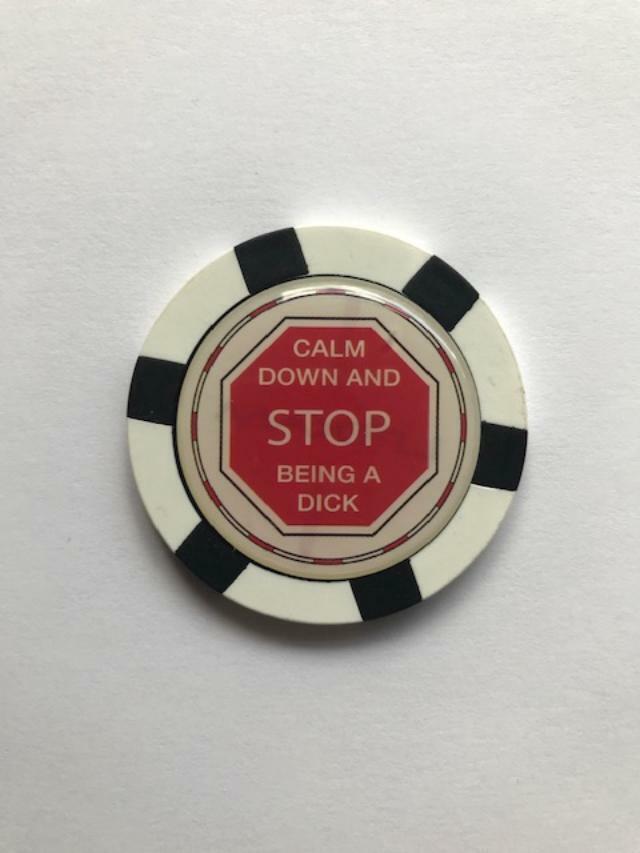 CALM
DOWN AND
STOP
BEING A
DICK